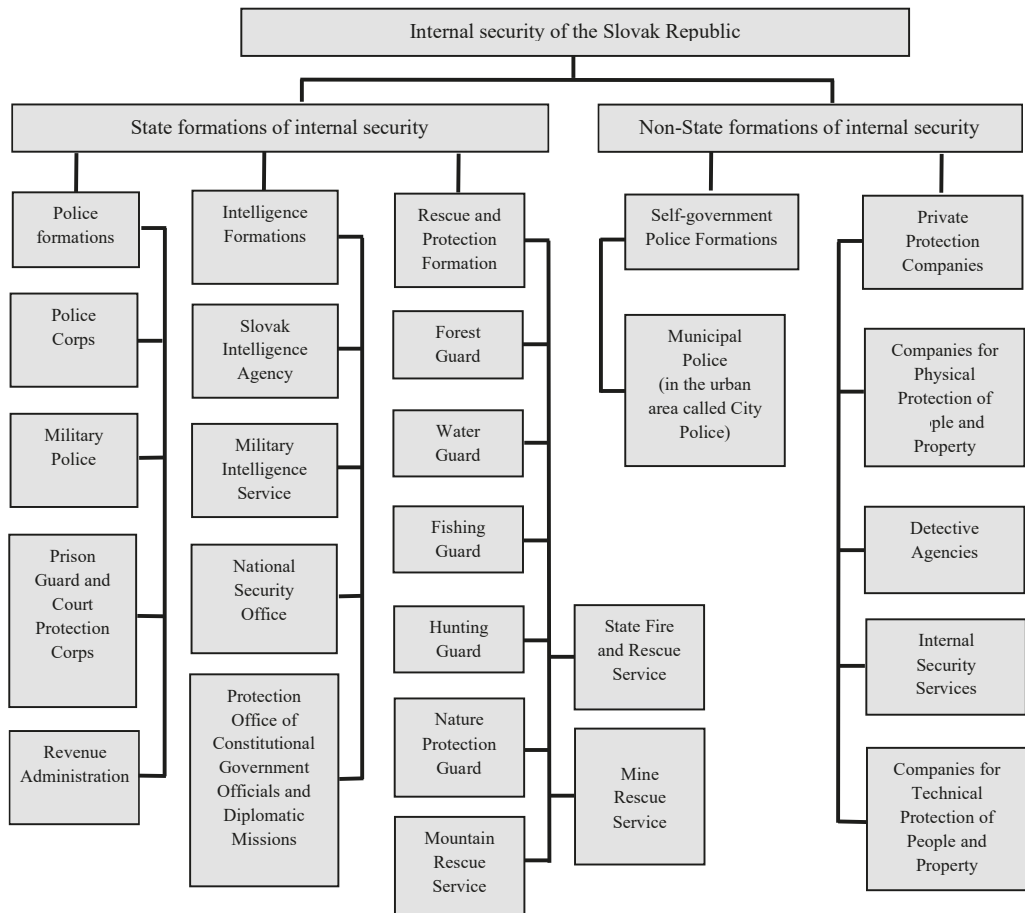 Internal security of the Slovak Republic
State formations of internal security
Non-State formations of internal security
Police
formations
Police
Corps
Military
Police
Prison
Guard and
Court
Protection
Corps
Revenue
Administration
Intelligence
Formations
Slovak
Intelligence
Agency
Military
Intelligence
Service
National
Security
Office
Protection
Office of
Constitutional
Government
Officials and
Diplomatic
Missions
Rescue and
Protection
Formation
Forest
Guard
Water
Guard
Fishing
Guard
Hunting
Guard
Nature
Protection
Guard
Mountain
Rescue
Service
State Fire
and Rescue
Service
Mine
Rescue
Service
Self-government
Police Formations
Municipal
Police
(in the urban
area called City
Police)
Private
Protection
Companies
Companies for
Physical
Protection of
ople and
Property
Detective
Agencies
Internal
Security
Services
Companies for
Technical
Protection of
People and
Property